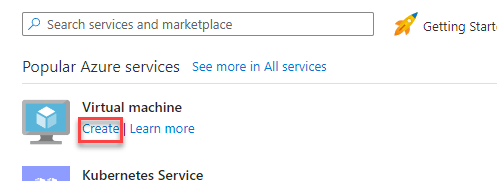 Search services and marketplace
Getting Starte
Popular Azure services See more in All services
Virtual machine
Create | Learn more
Kubernetes Service